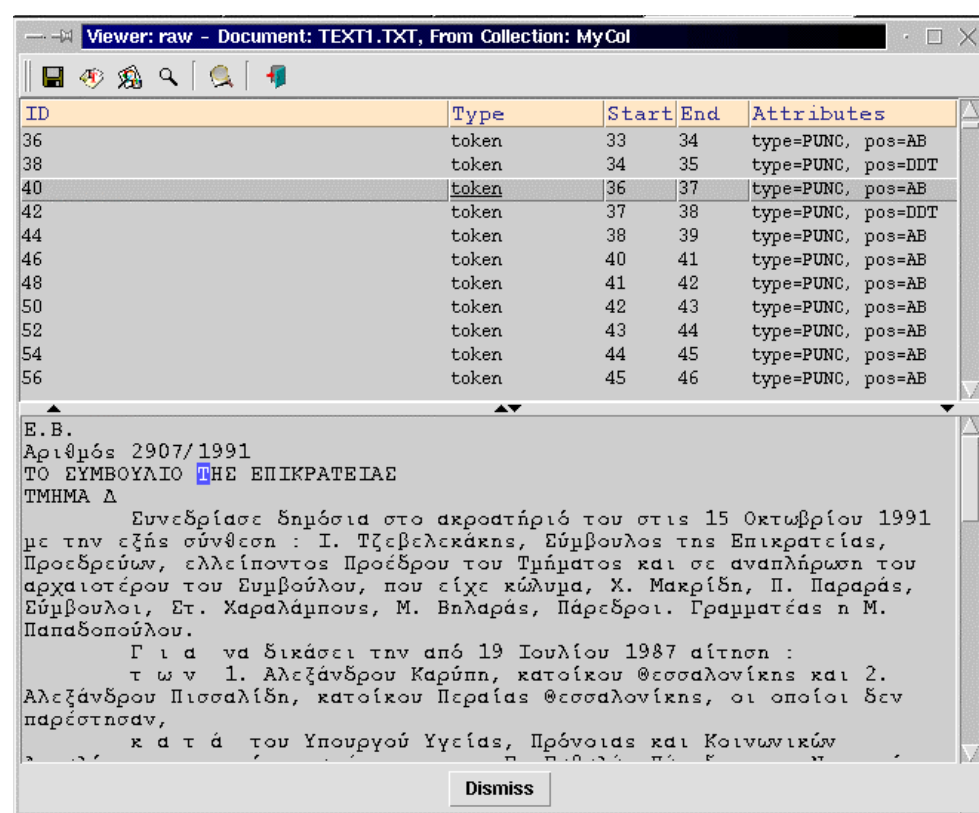 Viewer: raw - Document: TEXT1.TXT, From Collection: MyCol
ID Type Start End Attributes
36 token 33 34 type=PUNC, pos=AB
38 token 34 35 type=PUNC, pos=DDT
40 token 36 37 type=PUNC, pos=AB
42 token 37 38 type=PUNC, pos=DDT
44 token 38 39 type=PUNC, pos=AB
46 token 40 41 type=PUNC, pos=AB
48 token 41 42 type=PUNC, pos=AB
50 token 42 43 type=PUNC, pos=AB
52 token 43 44 type=PUNC, pos=AB
54 token 44 45 type=PUNC, pos=AB
56 token 45 46 type=PUNC, pos=AB
Ε.Β.
Αριθμός 2907/1991
ΤΟ ΣΥΜΒΟΥΛΙΟ ΤΗΣ ΕΠΙΚΡΑΤΕΙΑΣ
ΤΜΗΜΑ Δ
Συνεδρίασε δημόσια στο ακροατήριό του στις 15 Οκτωβρίου 1991
με την εξής σύνθεση : Ι. Τζεβελεκάκης, Σύμβουλος της Επικρατείας,
Προεδρεύων, ελλείποντος Προέδρου του Τμήματος και σε αναπλήρωση του
αρχαιοτέρου του Συμβούλου, που είχε κώλυμα, Χ. Μακρίδη, Π. Παραράς,
Σύμβουλοι, Στ. Χαραλάμπους, Μ. Βηλαράς, Πάρεδροι. Γραμματέας η Μ.
Παπαδοπούλου.
Γ ι α να δικάσει την από 19 Ιουλίου 1987 αίτηση :
τ ω ν 1. Αλεξάνδρου Καρύπη, κατοίκου Θεσσαλονίκης και 2.
Αλεξάνδρου Πισσαλίδη, κατοίκου Περαίας Θεσσαλονίκης, οι οποίοι δεν
παρέστησαν,
κ α τ ά του Υπουργού Υγείας, Πρόνοιας και Κοινωνικών
Dismiss